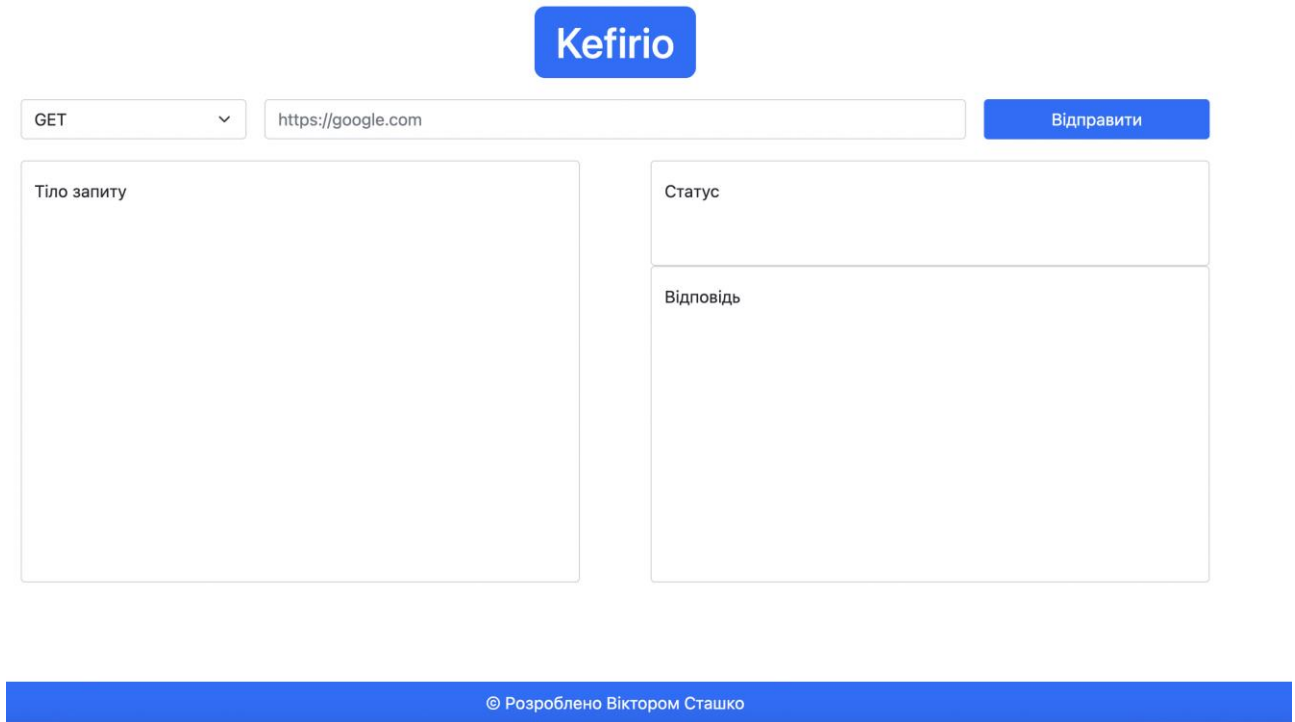 Kefirio
GET
https://google.com
Відправити
Тіло запиту
Статус
Відповідь
© Розроблено Віктором Сташко